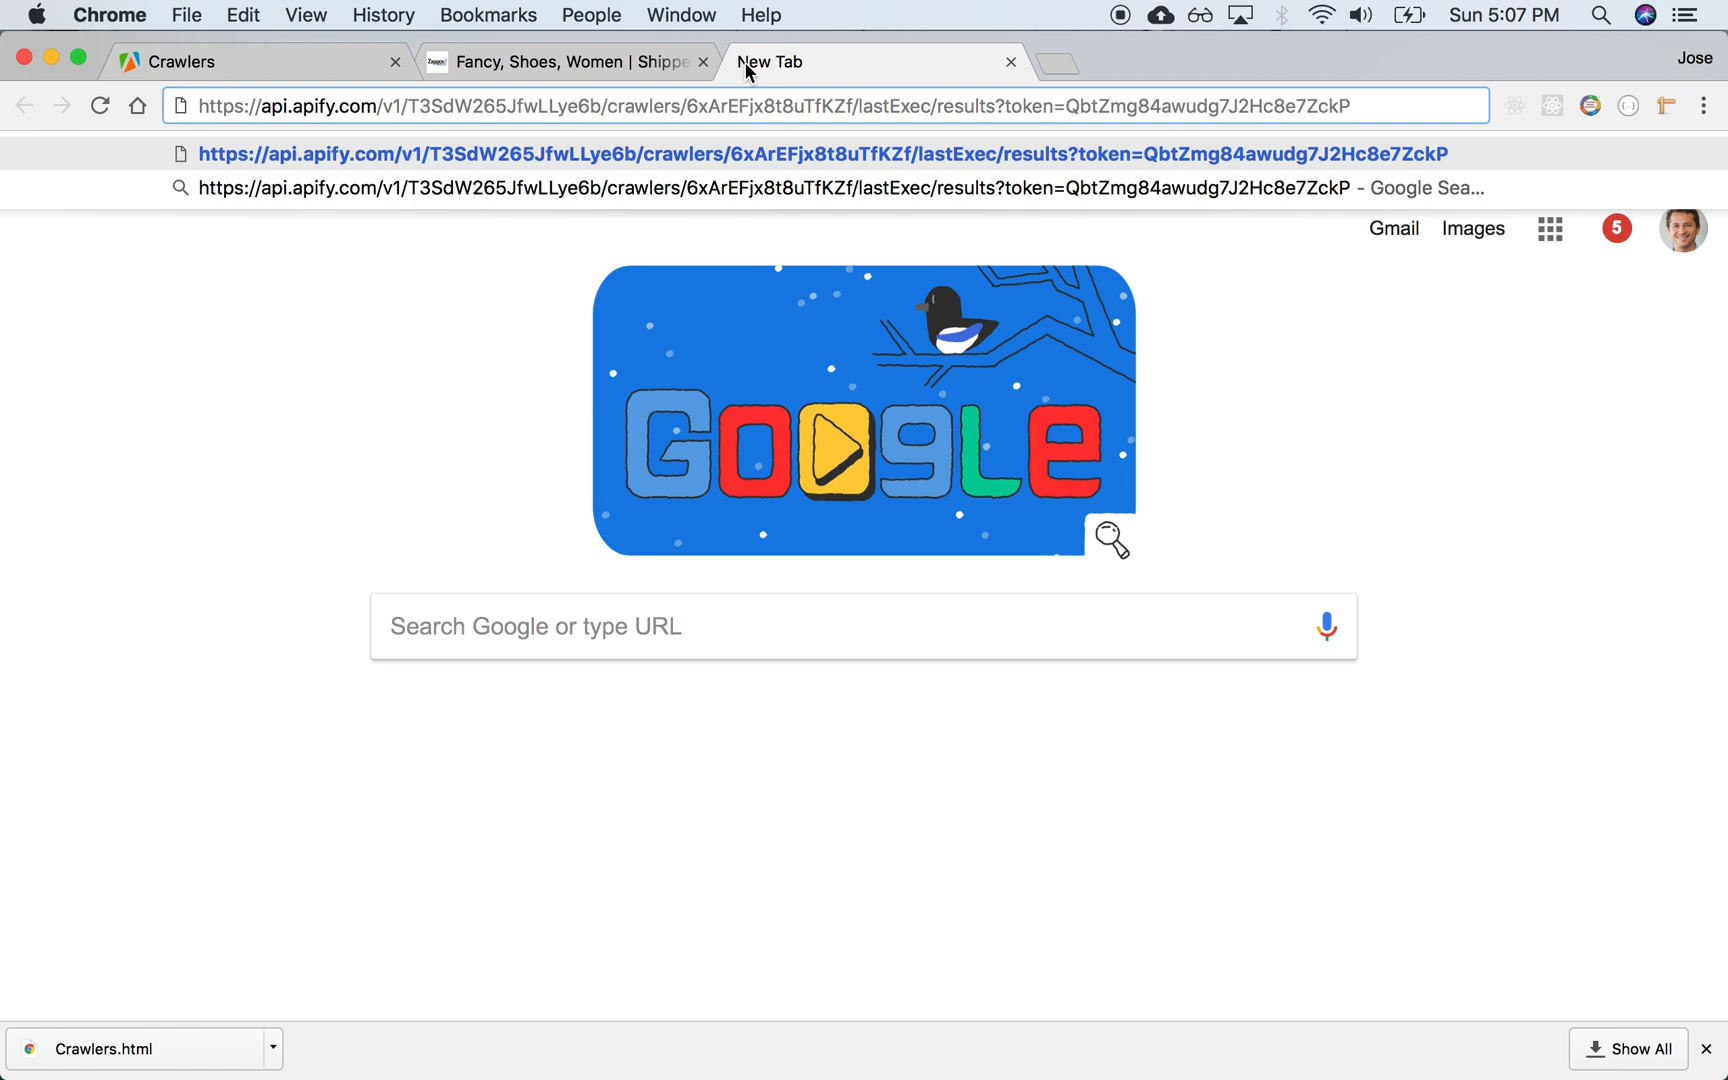 Chrome File Edit View History Bookmarks People Window Help Sun 5:07 PM
Crawlers Zappos Fancy, Shoes, Women | Shippe New Tab Jose
https://api.apify.com/v1/T3SdW265JfwLLye6b/crawlers/6xArEFjx8t8uTfKZf/lastExec/results?token=QbtZmg84awudg7J2Hc8e7ZckP
https://api.apify.com/v1/T3SdW265JfwLLye6b/crawlers/6xArEFjx8t8uTfKZf/lastExec/results?token=QbtZmg84awudg7J2Hc8e7ZckP
https://api.apify.com/v1/T3SdW265JfwLLye6b/crawlers/6xArEFjx8t8uTfKZf/lastExec/results?token=QbtZmg84awudg7J2Hc8e7ZckP - Google Sea...
Gmail Images 5
GOOgLe
Search Google or type URL
Crawlers.html Show All